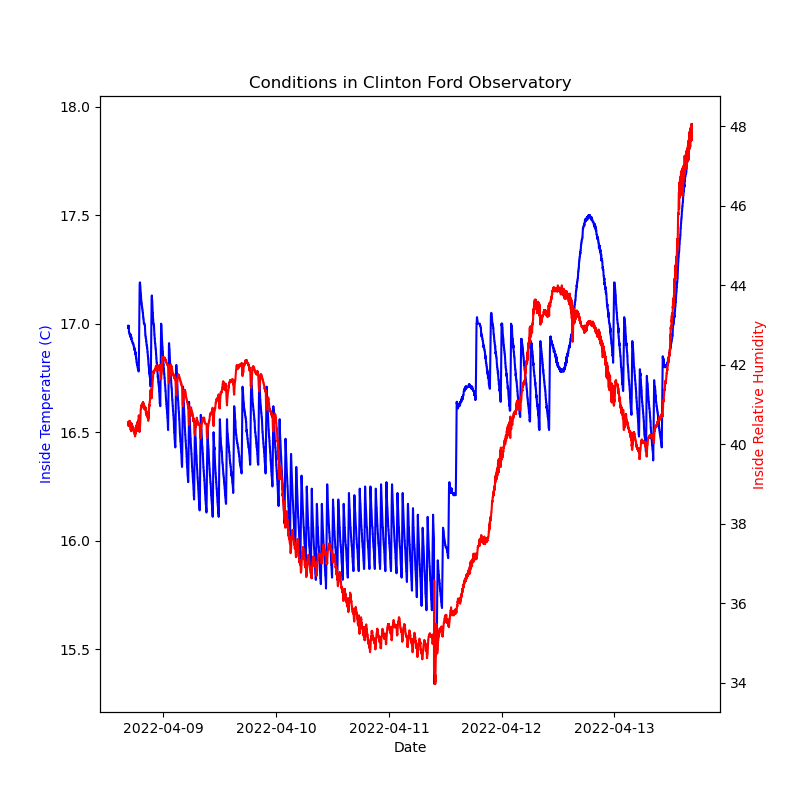 Conditions in Clinton Ford Observatory
18.0
17.5
17.0
16.5
16.0
15.5
Inside Temperature (C)
48
46
44
42
40
38
36
34
Inside Relative Humidity
2022-04-09 2022-04-10 2022-04-11 2022-04-12 2022-04-13
Date